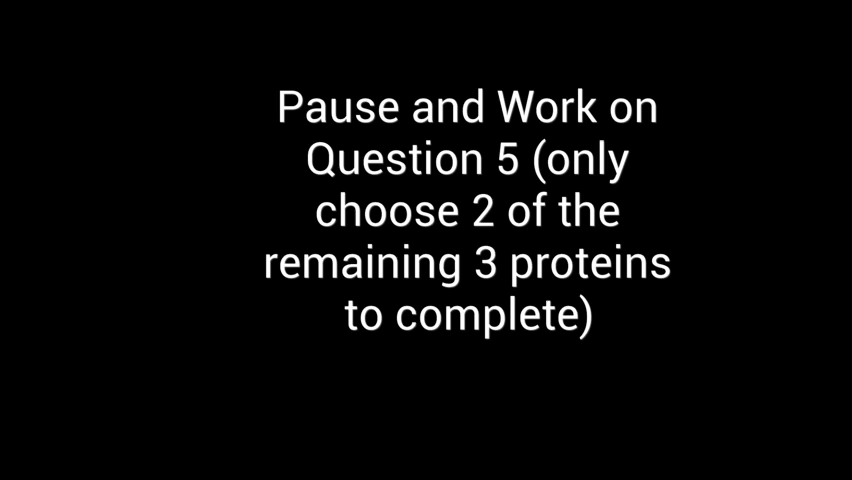 Pause and Work on
Question 5 (only
choose 2 of the
remaining 3 proteins
to complete)